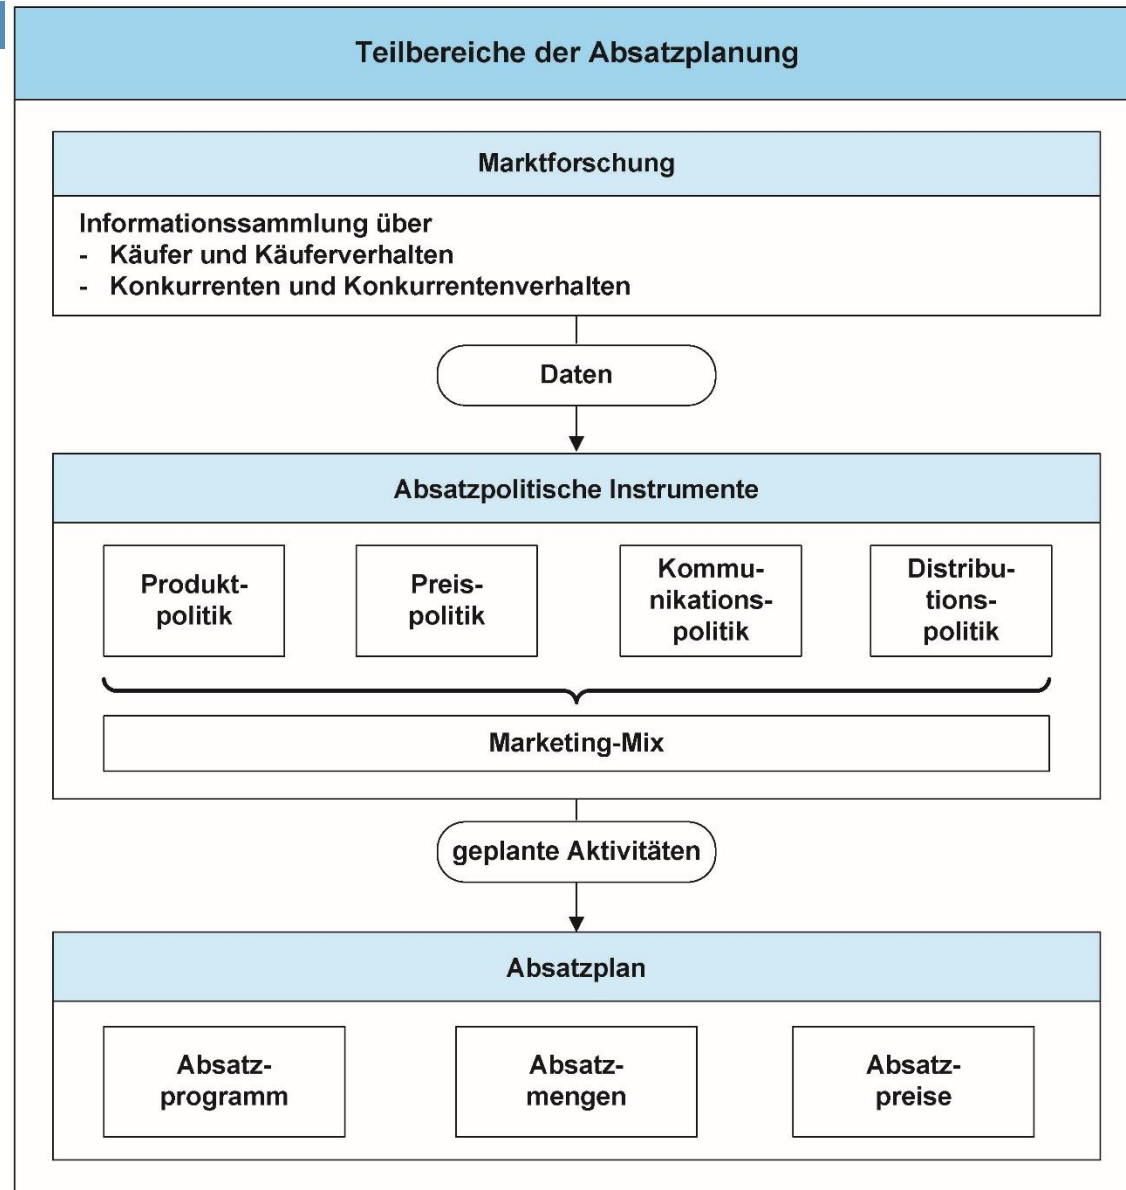 Teilbereiche der Absatzplanung
Marktforschung
Informationssammlung über
- Käufer und Käuferverhalten
- Konkurrenten und Konkurrentenverhalten
Daten
Absatzpolitische Instrumente
Produkt-
politik
Preis-
politik
Kommu-
nikations-
politik
Distribu-
tions-
politik
Marketing-Mix
geplante Aktivitäten
Absatzplan
Absatz-
programm
Absatz-
mengen
Absatz-
preise